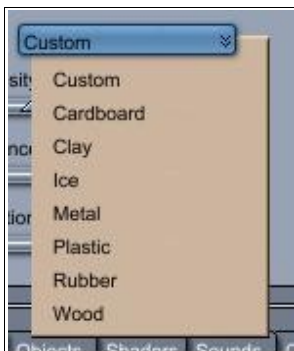 Custom
Custom
Cardboard
Clay
Ice
Metal
Plastic
Rubber
Wood
Objects Shaders Sounds